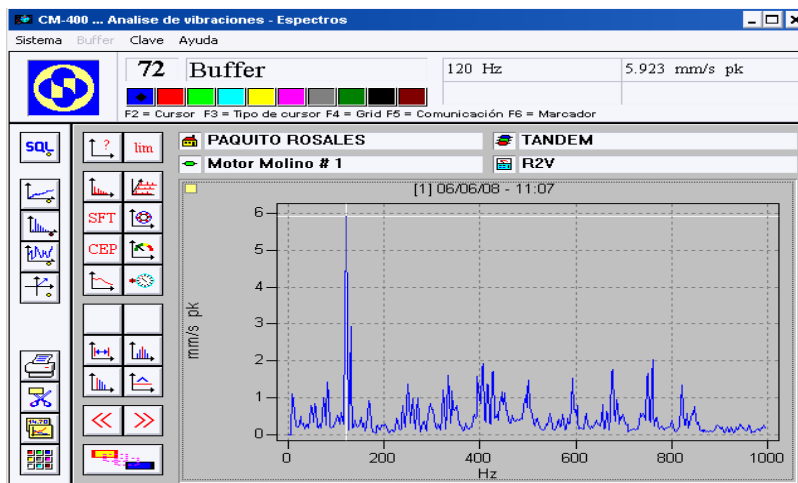 CM-400 ... Analise de vibraciones - Espectros
Sistema Buffer Clave Ayuda
72 Buffer 120 Hz 5.923 mm/s pk
F2 = Cursor F3 = Tipo de cursor F4 = Grid F5 = Comunicación F6 = Marcador
SQL ? lim PAQUITO ROSALES TANDEM
Motor Molino # 1 R2V
[1] 06/06/08 - 11:07
SFT
CEP
mm/s pk
6
5
4
3
2
1
0
0 200 400 600 800 1000
Hz
<< >>
14.70